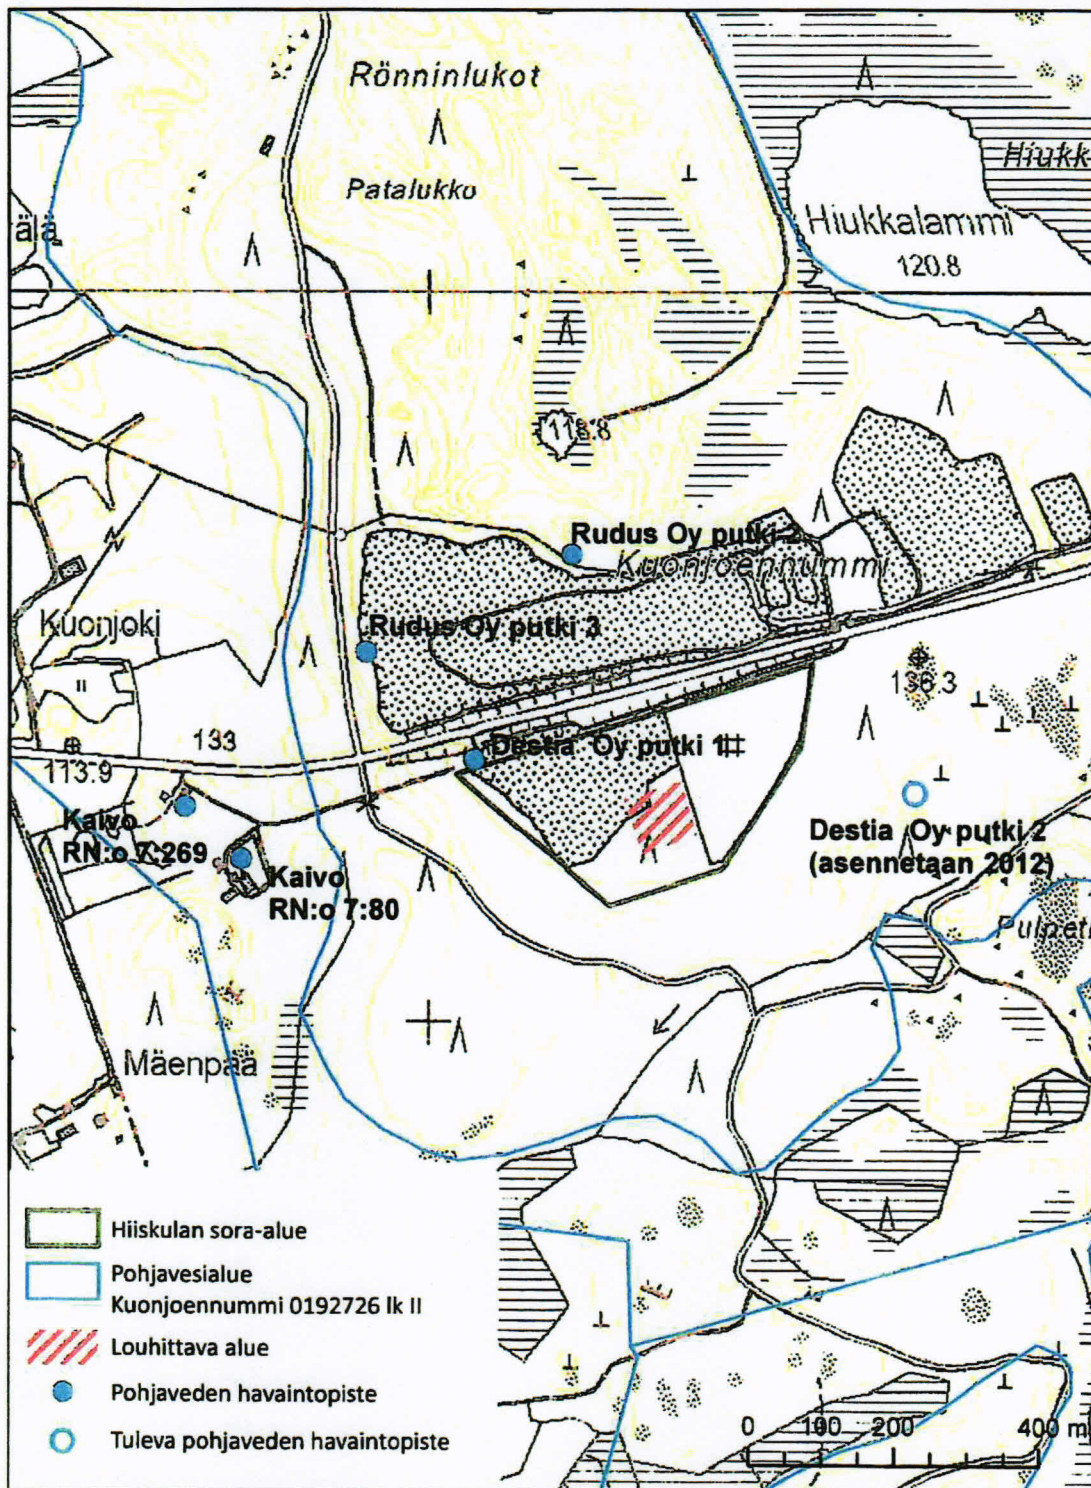 Rönninlukot
Patalukko
Hiukk
Hiukkalammi
120.8
älä
118.8
Rudus Oy putki 2
Kuonjoennummi
Kuonjoki
Rudus Oy putki 3
II
136.3
133
Destia Oy putki 1
113.9
Kaivo
RN:o 7:269
Destia Oy putki 2
(asennetaan 2012)
Kaivo
RN:o 7:80
Mäenpää
Hiiskulan sora-alue
Pohjavesialue
Kuonjoennummi 0192726 lk II
Louhittava alue
Pohjaveden havaintopiste
Tuleva pohjaveden havaintopiste
0 100 200 400 m